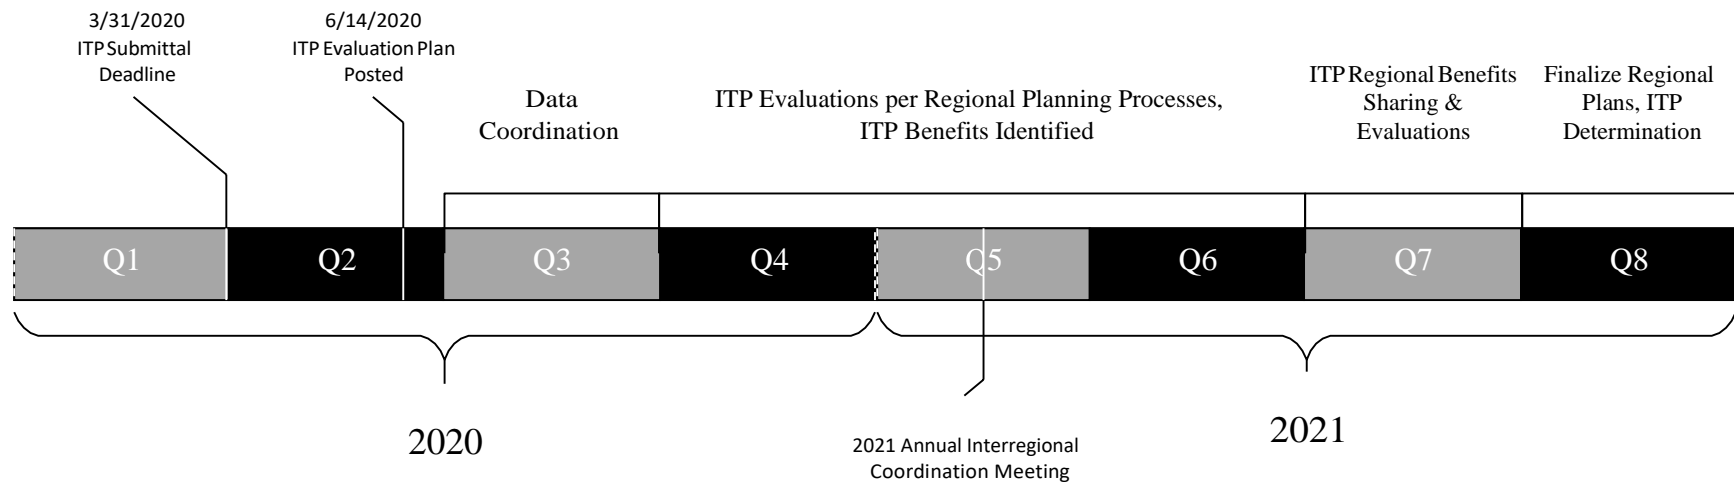 3/31/2020
ITP Submittal
Deadline
6/14/2020
ITP Evaluation Plan
Posted
Data
Coordination
ITP Evaluations per Regional Planning Processes,
ITP Benefits Identified
ITP Regional Benefits
Sharing &
Evaluations
Finalize Regional
Plans, ITP
Determination
Q1
Q2
Q3
Q4
Q5
Q6
Q7
Q8
2020
2021 Annual Interregional
Coordination Meeting
2021